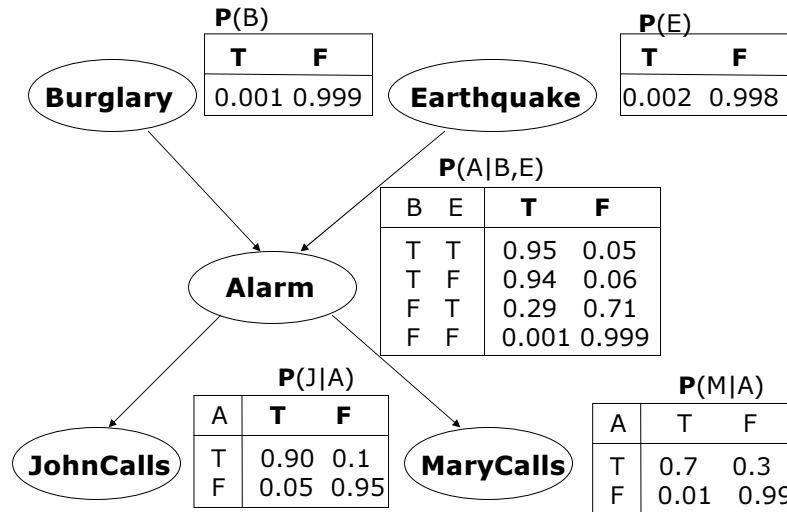 P(B)
T F
0.001 0.999
Burglary
P(E)
T F
0.002 0.998
Earthquake
P(A|B,E)
B E T F
T T 0.95 0.05
T F 0.94 0.06
F T 0.29 0.71
F F 0.001 0.999
Alarm
P(J|A)
A T F
T 0.90 0.1
F 0.05 0.95
JohnCalls
P(M|A)
A T F
T 0.7 0.3
F 0.01 0.99
MaryCalls